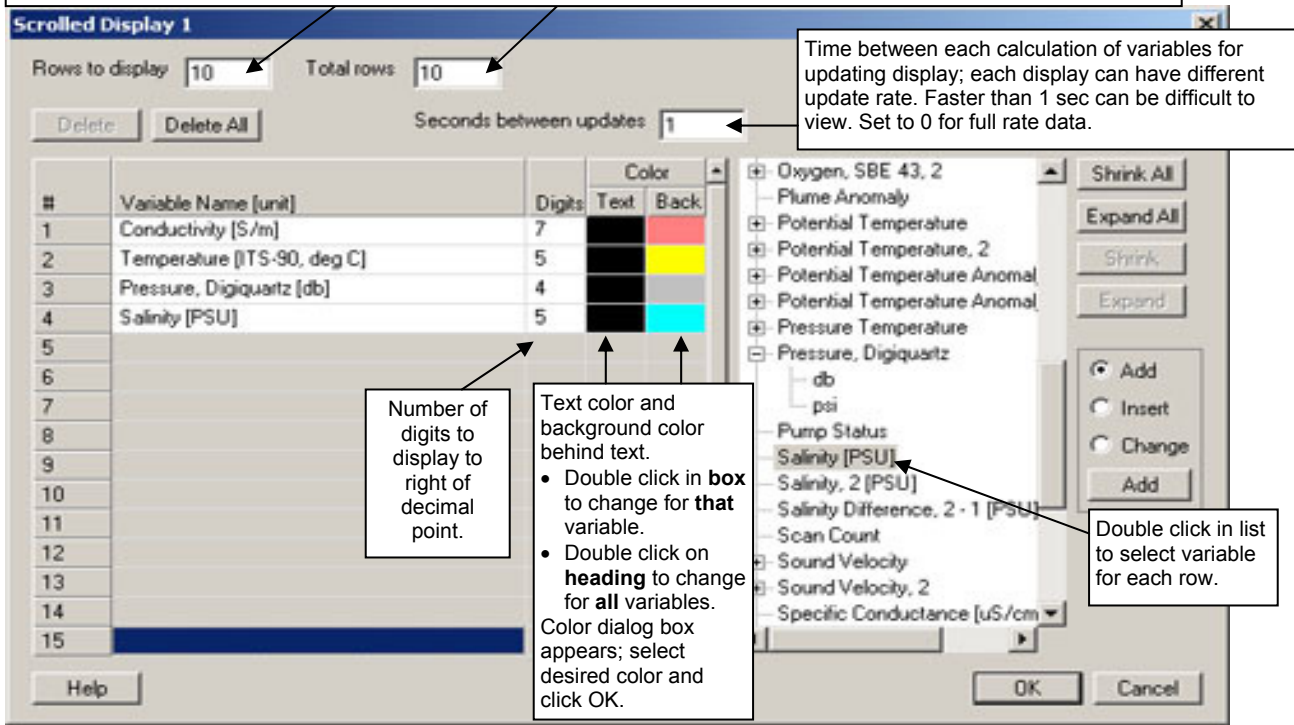 Scrolled Display 1
Rows to display 10 Total rows 10
Time between each calculation of variables for
updating display; each display can have different
update rate. Faster than 1 sec can be difficult to
view. Set to 0 for full rate data.
Delete Delete All Seconds between updates 1
# Variable Name [unit] Digits Color
Text Back
1 Conductivity [S/m] 7
2 Temperature [ITS-90, deg C] 5
3 Pressure, Digiquartz [db] 4
4 Salinity [PSU] 5
5
6
7
8
9
10
11
12
13
14
15
Number of
digits to
display to
right of
decimal
point.
Text color and
background color
behind text.
• Double click in box
to change for that
variable.
• Double click on
heading to change
for all variables.
Color dialog box
appears; select
desired color and
click OK.
Oxygen, SBE 43, 2
Plume Anomaly
Potential Temperature
Potential Temperature, 2
Potential Temperature Anomal
Potential Temperature Anomal
Pressure Temperature
Pressure, Digiquartz
db
psi
Pump Status
Salinity [PSU]
Salinity, 2 [PSU]
Salinity Difference, 2 - 1 [PSU]
Scan Count
Sound Velocity
Sound Velocity, 2
Specific Conductance [uS/cm
Shrink All
Expand All
Shrink
Expand
Add
Insert
Change
Add
Double click in list
to select variable
for each row.
Help OK Cancel